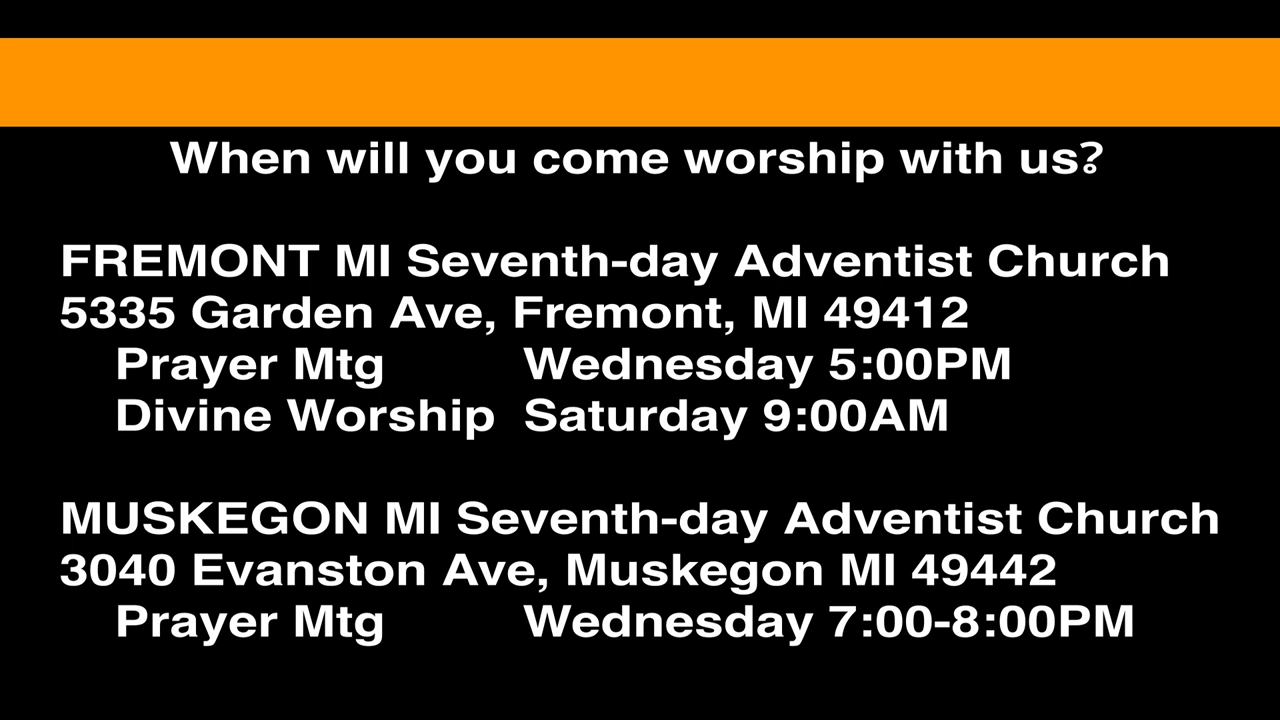 When will you come worship with us?
FREMONT MI Seventh-day Adventist Church
5335 Garden Ave, Fremont, MI 49412
Prayer Mtg Wednesday 5:00PM
Divine Worship Saturday 9:00AM
MUSKEGON MI Seventh-day Adventist Church
3040 Evanston Ave, Muskegon MI 49442
Prayer Mtg Wednesday 7:00-8:00PM